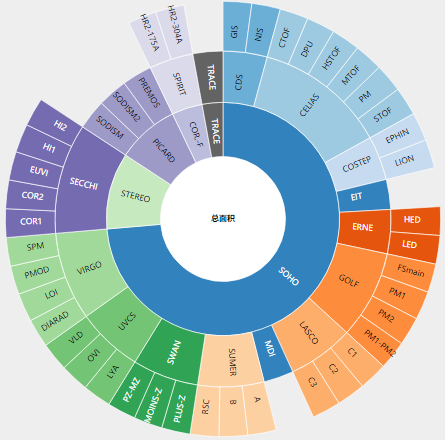 总面积
SOHO
CDS
GIS
NIS
CELIAS
CTOF
DPU
HSTOF
MTOF
PM
STOF
COSTEP
EPHIN
LION
EIT
ERNE
HED
LED
GOLF
FSmain
PM1
PM2
PM1-PM2
LASCO
C1
C2
C3
MDI
SUMER
A
B
RSC
SWAN
PLUS-Z
MOINS-Z
PZ-MZ
UVCS
LYA
OVI
VLD
VIRGO
DIARAD
LOI
PMOD
SPM
STEREO
SECCHI
COR1
COR2
EUVI
HI1
HI2
PICARD
SODISM
SODISM2
PREMOS
COR--F
SPIRIT
HR2-175A
HR2-304A
TRACE
TRACE